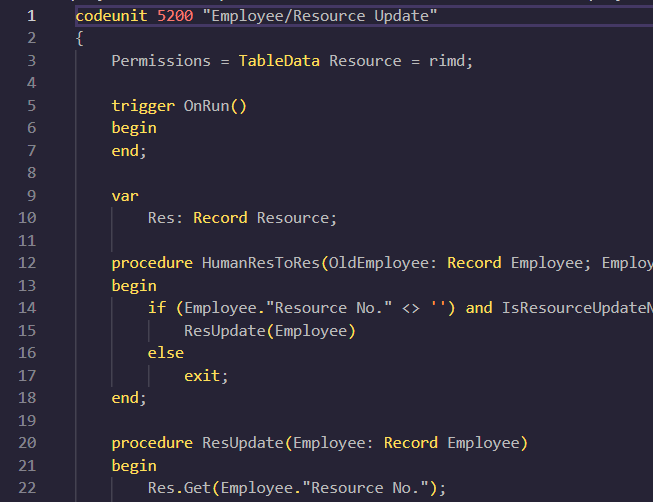 1 codeunit 5200 "Employee/Resource Update"
2 {
3 Permissions = TableData Resource = rimd;
4
5 trigger OnRun()
6 begin
7 end;
8
9 var
10 Res: Record Resource;
11
12 procedure HumanResToRes(OldEmployee: Record Employee; Employ
13 begin
14 if (Employee."Resource No." <> '') and IsResourceUpdateN
15 ResUpdate(Employee)
16 else
17 exit;
18 end;
19
20 procedure ResUpdate(Employee: Record Employee)
21 begin
22 Res.Get(Employee."Resource No.");